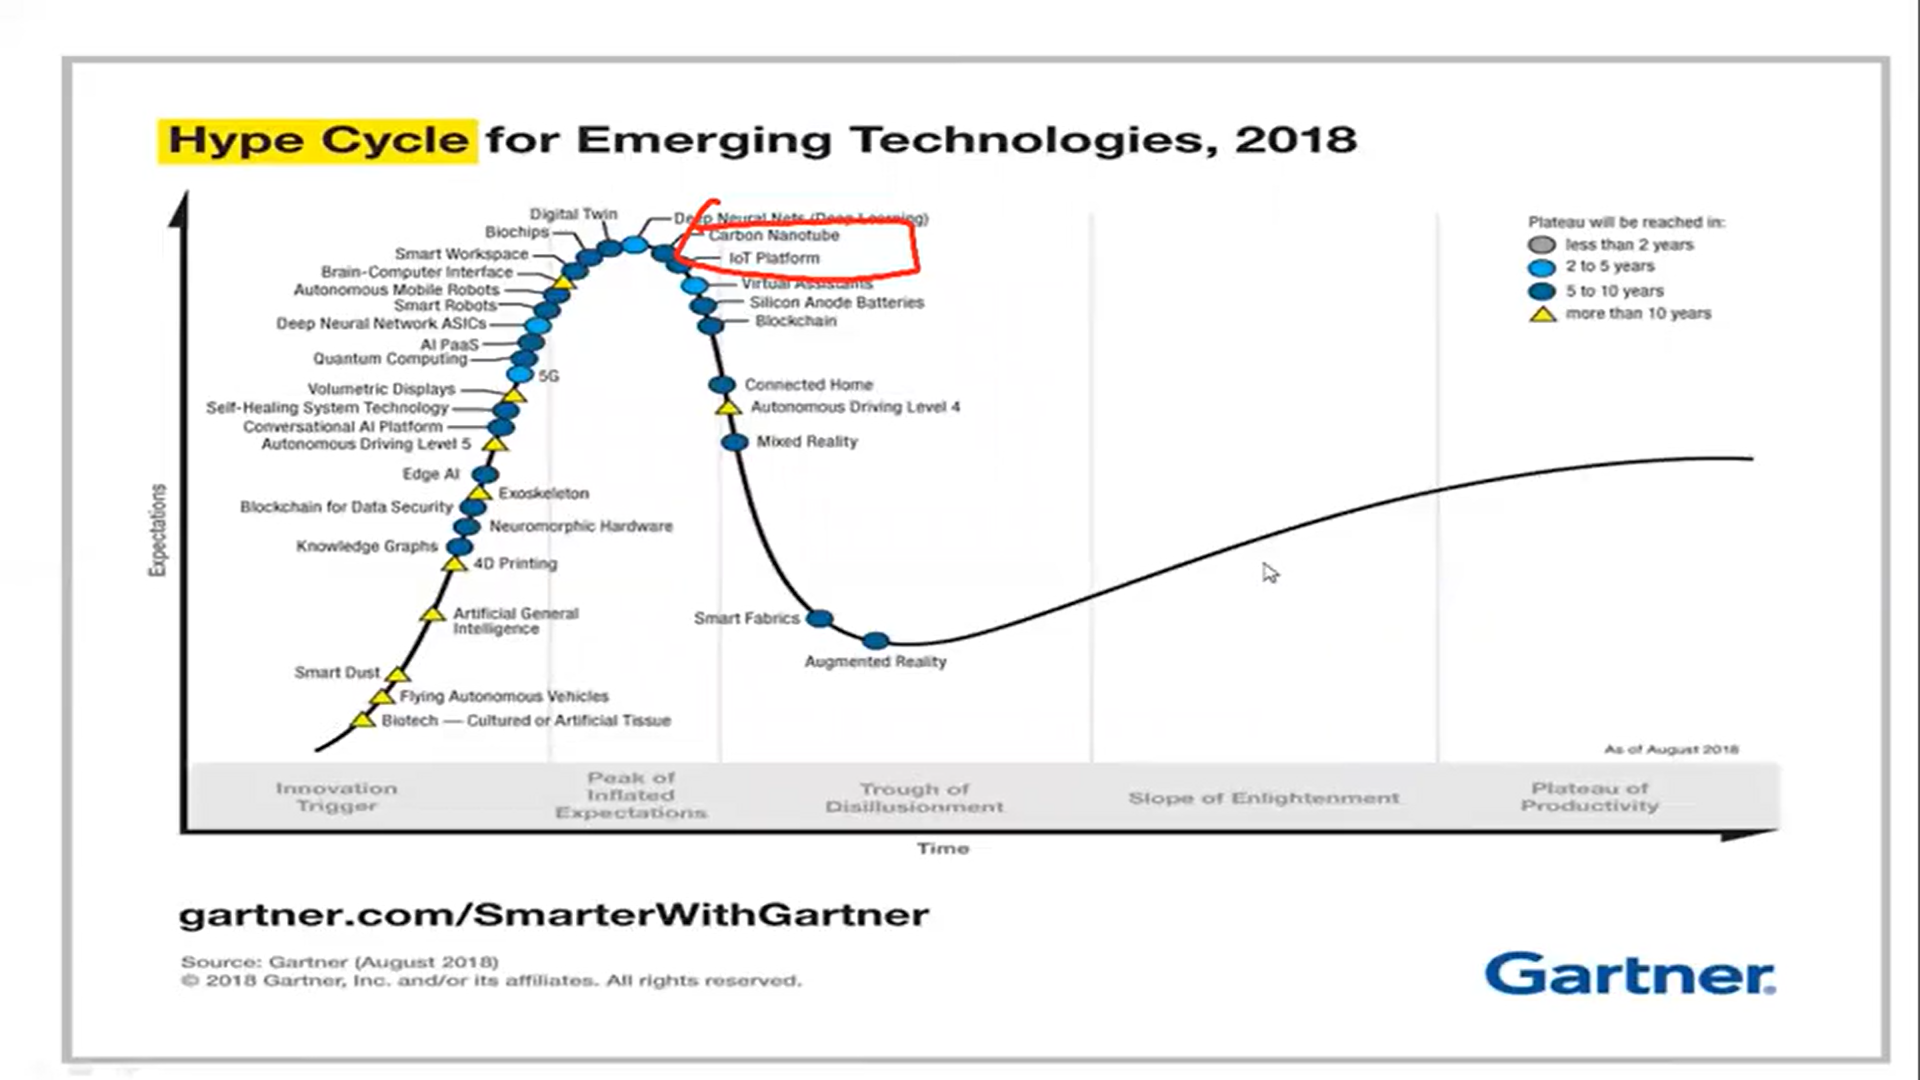 Hype Cycle for Emerging Technologies, 2018
Digital Twin
Deep Neural Nets (Deep Learning)
Biochips
Carbon Nanotube
Smart Workspace
IoT Platform
Brain-Computer Interface
Virtual Assistants
Autonomous Mobile Robots
Silicon Anode Batteries
Smart Robots
Blockchain
Deep Neural Network ASICs
AI PaaS
Quantum Computing
5G
Connected Home
Volumetric Displays
Autonomous Driving Level 4
Self-Healing System Technology
Conversational AI Platform
Mixed Reality
Autonomous Driving Level 5
Edge AI
Exoskeleton
Blockchain for Data Security
Neuromorphic Hardware
Knowledge Graphs
4D Printing
Artificial General
Intelligence
Smart Fabrics
Augmented Reality
Smart Dust
Flying Autonomous Vehicles
Biotech — Cultured or Artificial Tissue
Plateau will be reached in:
less than 2 years
2 to 5 years
5 to 10 years
more than 10 years
Expectations
As of August 2018
Innovation
Trigger
Peak of
Inflated
Expectations
Trough of
Disillusionment
Slope of Enlightenment
Plateau of
Productivity
Time
gartner.com/SmarterWithGartner
Source: Gartner (August 2018)
© 2018 Gartner, Inc. and/or its affiliates. All rights reserved.
Gartner.